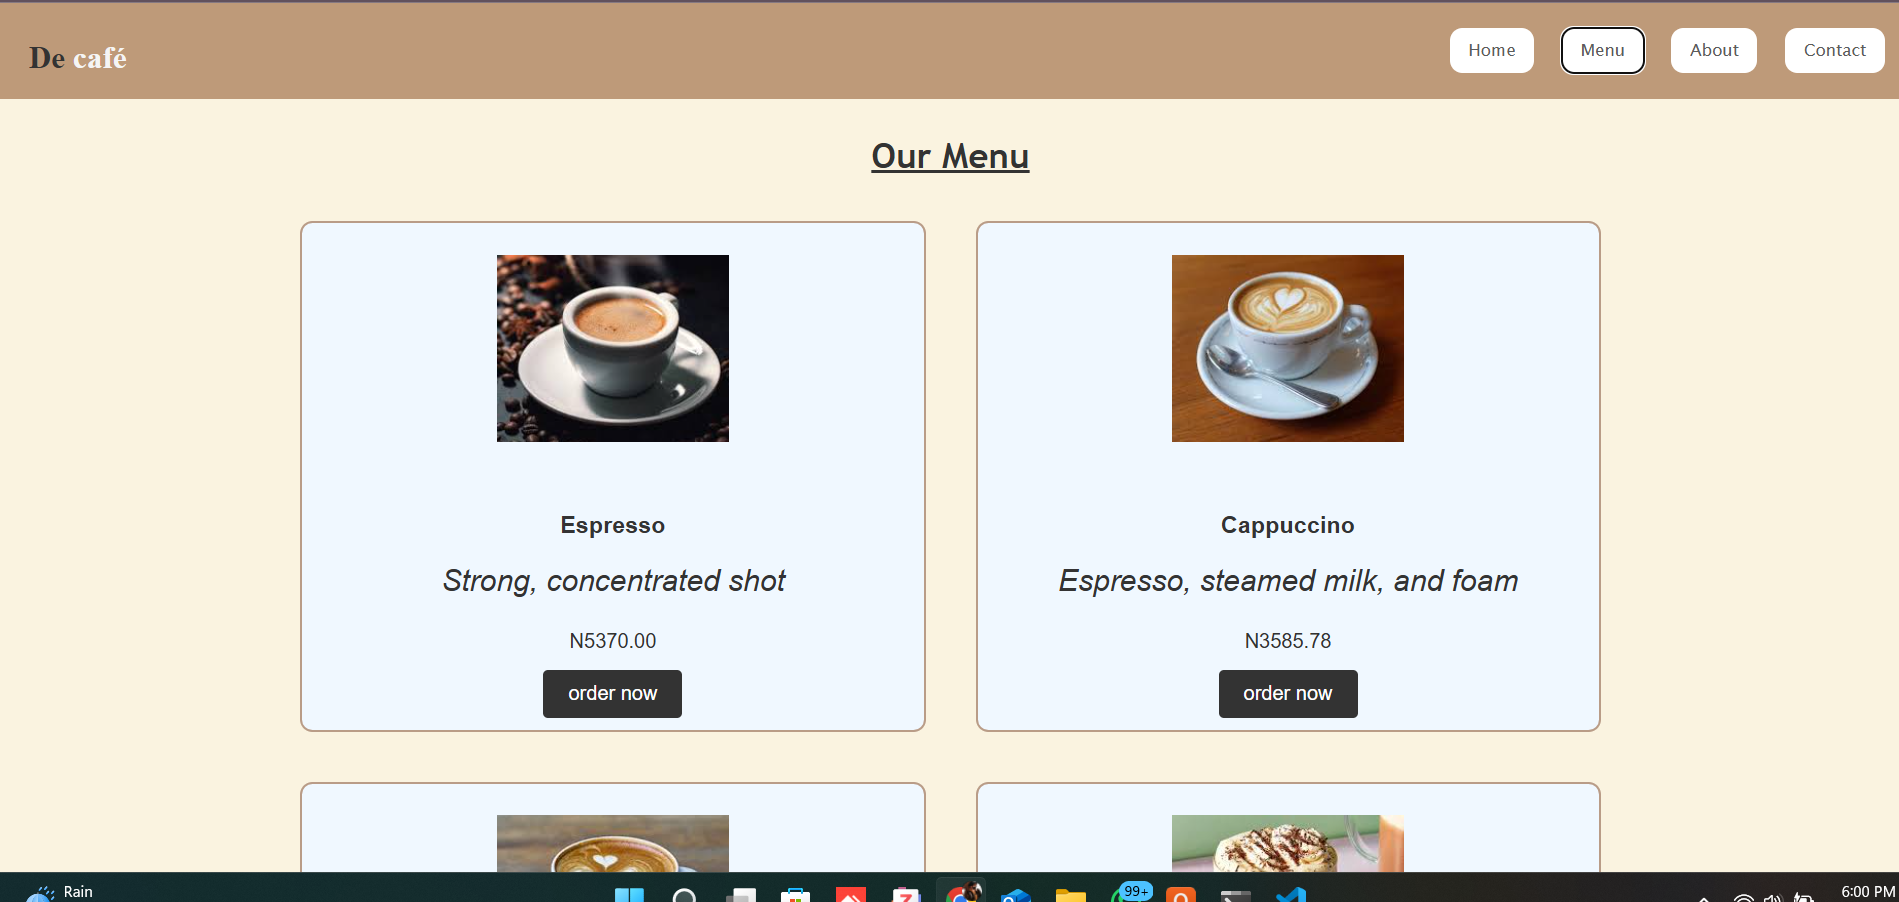 De café
Home Menu About Contact
Our Menu
Espresso
Strong, concentrated shot
N5370.00
order now
Cappuccino
Espresso, steamed milk, and foam
N3585.78
order now
Rain
99+
6:00 PM